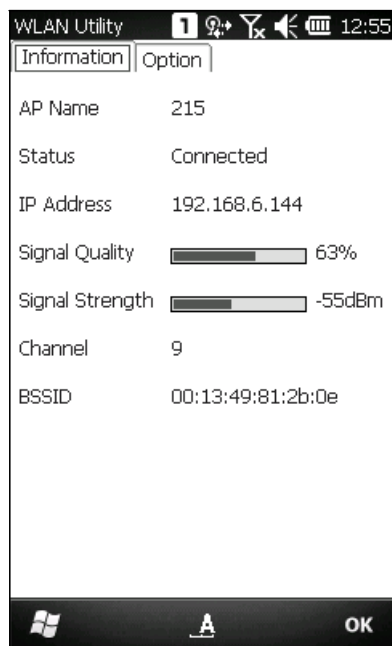 WLAN Utility 1 12:55
Information Option
AP Name 215
Status Connected
IP Address 192.168.6.144
Signal Quality 63%
Signal Strength -55dBm
Channel 9
BSSID 00:13:49:81:2b:0e
A OK